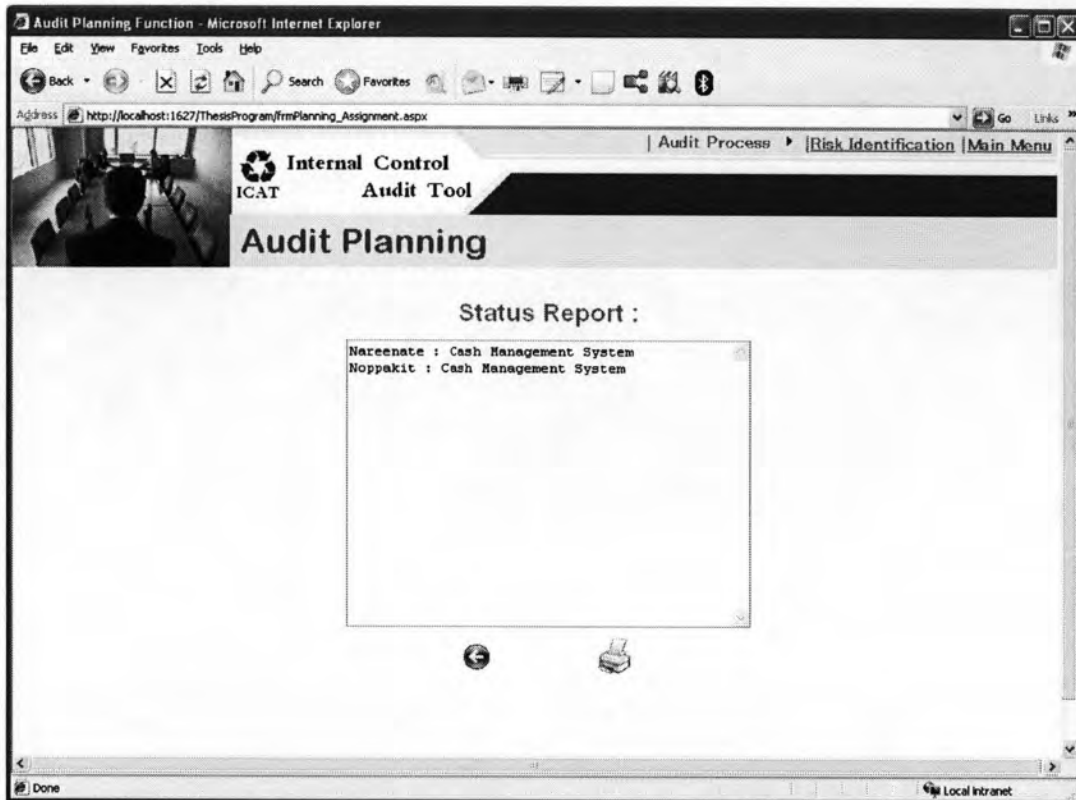 Audit Planning Function - Microsoft Internet Explorer
File Edit View Favorites Tools Help
Back Search Favorites
Address http://localhost:1627/ThesisProgram/frmPlanning_Assignment.aspx Go Links »
| Audit Process ▸ |Risk Identification |Main Menu
Internal Control
ICAT Audit Tool
Audit Planning
Status Report :
Nareenate : Cash Management System
Noppakit : Cash Management System
Done Local intranet